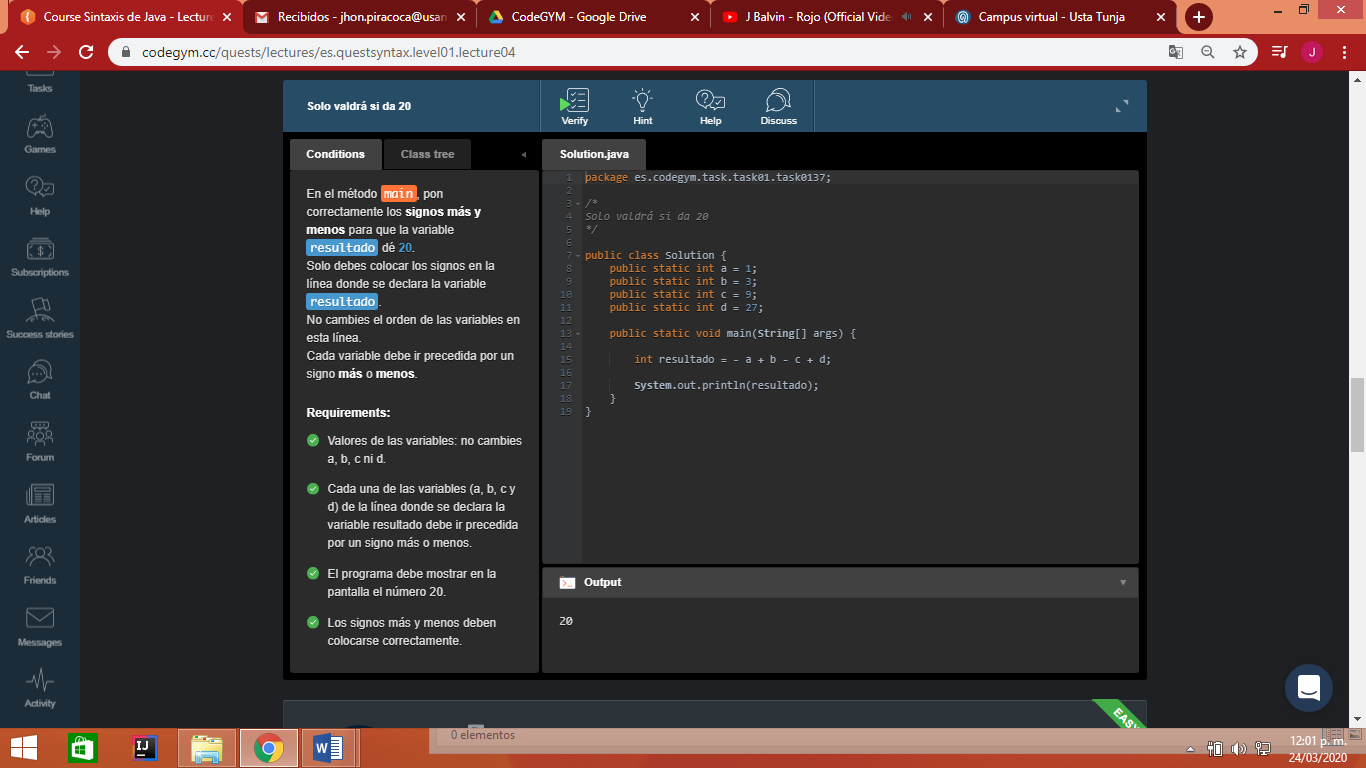 Course Sintaxis de Java - Lecture
Recibidos - jhon.piracoca@usan
CodeGYM - Google Drive
J Balvin - Rojo (Official Vide
Campus virtual - Usta Tunja
codegym.cc/quests/lectures/es.questsyntax.level01.lecture04
J
Tasks
Games
Help
Subscriptions
Success stories
Chat
Forum
Articles
Friends
Messages
Activity
Solo valdrá si da 20
Verify
Hint
Help
Discuss
Conditions
Class tree
En el método main, pon
correctamente los signos más y
menos para que la variable
resultado dé 20.
Solo debes colocar los signos en la
línea donde se declara la variable
resultado.
No cambies el orden de las variables en
esta línea.
Cada variable debe ir precedida por un
signo más o menos.
Requirements:
Valores de las variables: no cambies
a, b, c ni d.
Cada una de las variables (a, b, c y
d) de la línea donde se declara la
variable resultado debe ir precedida
por un signo más o menos.
El programa debe mostrar en la
pantalla el número 20.
Los signos más y menos deben
colocarse correctamente.
Solution.java
1 package es.codegym.task.task01.task0137;
2
3 /*
4 Solo valdrá si da 20
5 */
6
7 public class Solution {
8 public static int a = 1;
9 public static int b = 3;
10 public static int c = 9;
11 public static int d = 27;
12
13 public static void main(String[] args) {
14
15 int resultado = - a + b - c + d;
16
17 System.out.println(resultado);
18 }
19 }
Output
20
EASY
0 elementos
IJ
W
12:01 p. m.
24/03/2020